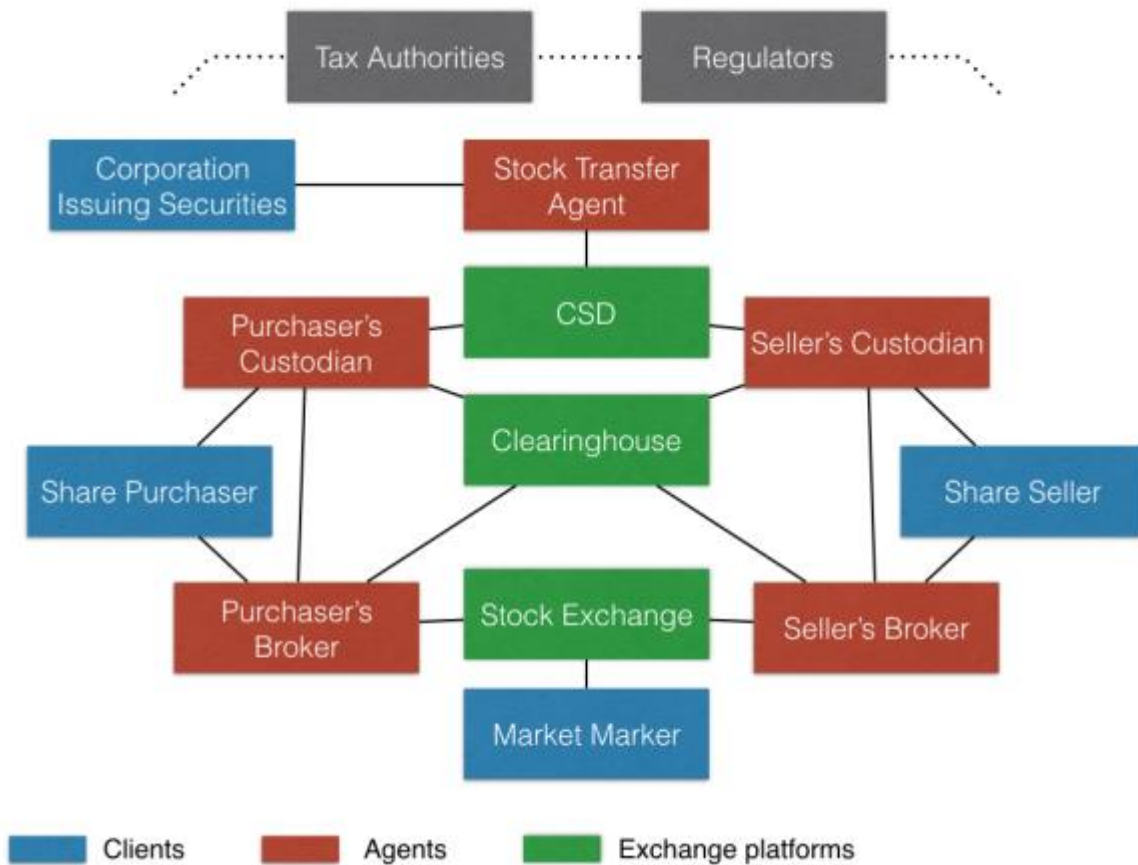 Tax Authorities
Regulators
Corporation
Issuing Securities
Stock Transfer
Agent
CSD
Purchaser's
Custodian
Seller's Custodian
Clearinghouse
Share Purchaser
Share Seller
Purchaser's
Broker
Stock Exchange
Seller's Broker
Market Marker
Clients
Agents
Exchange platforms